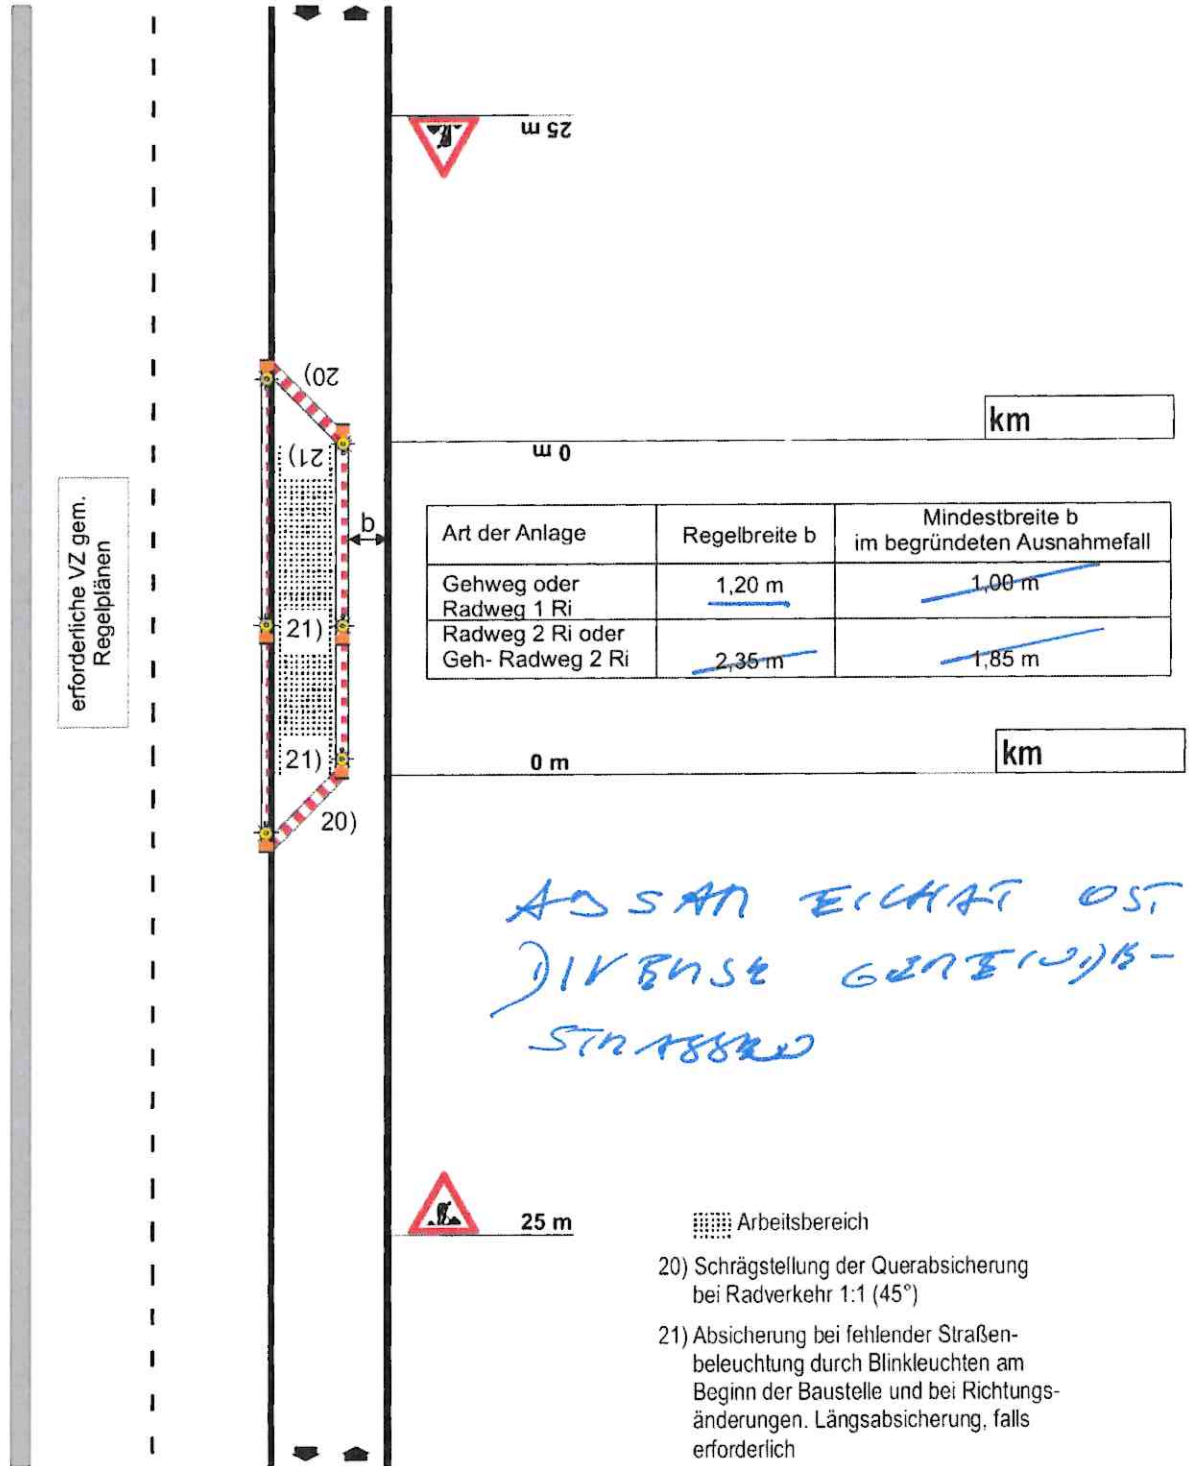 25 m
20)
km
0 m
21)
b
erforderliche VZ gem.
Regelplänen
Art der Anlage Regelbreite b Mindestbreite b
im begründeten Ausnahmefall
Gehweg oder 1,20 m 1,00 m
Radweg 1 Ri
Radweg 2 Ri oder
Geh- Radweg 2 Ri 2,35 m 1,85 m
21)
21)
0 m
km
20)
ABSAM EICHAT OST
DIVERSE GEMEINDE-
STRASSEN
25 m
Arbeitsbereich
20) Schrägstellung der Querabsicherung
bei Radverkehr 1:1 (45°)
21) Absicherung bei fehlender Straßen-
beleuchtung durch Blinkleuchten am
Beginn der Baustelle und bei Richtungs-
änderungen. Längsabsicherung, falls
erforderlich